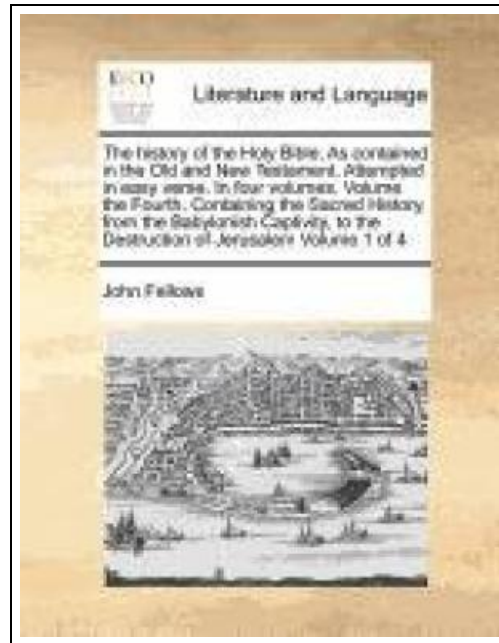 ECCO
Literature and Language
The history of the Holy Bible. As contained
in the Old and New Testament. Attempted
in easy verse. In four volumes. Volume
the Fourth. Containing the Sacred History
from the Babylonish Captivity, to the
Destruction of Jerusalem Volume 1 of 4
John Fellows